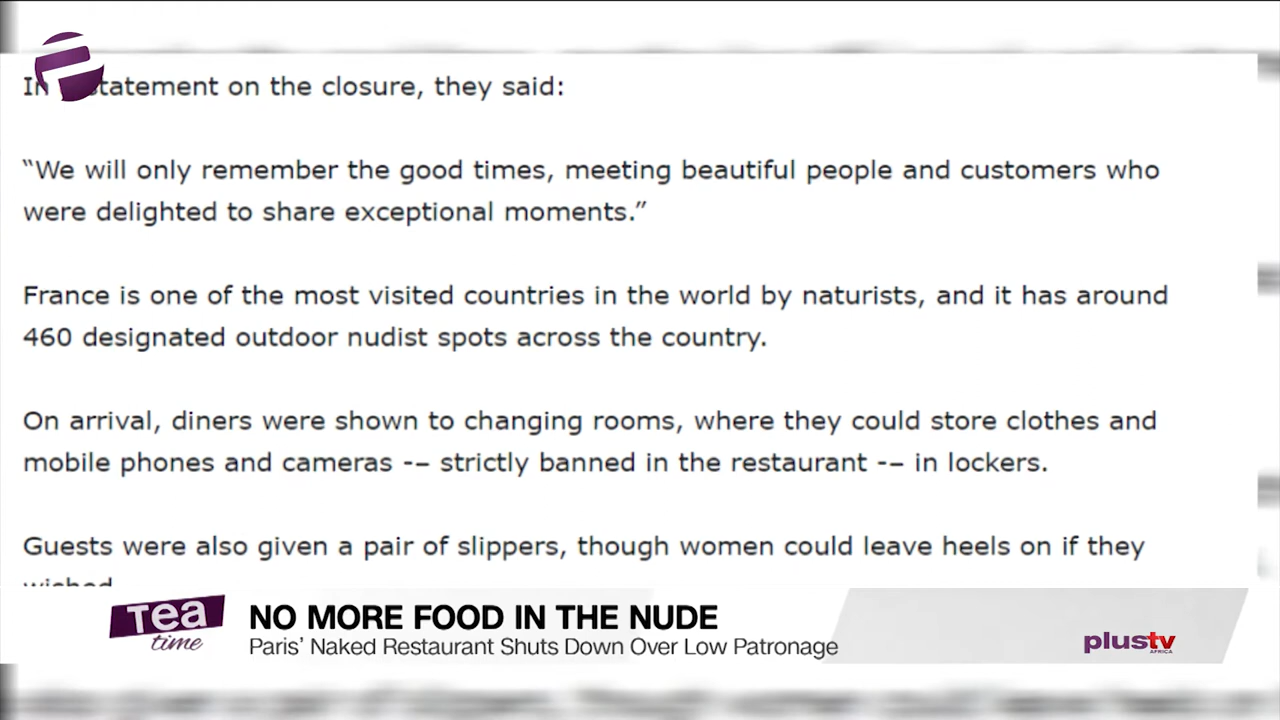 In statement on the closure, they said:
“We will only remember the good times, meeting beautiful people and customers who
were delighted to share exceptional moments.”
France is one of the most visited countries in the world by naturists, and it has around
460 designated outdoor nudist spots across the country.
On arrival, diners were shown to changing rooms, where they could store clothes and
mobile phones and cameras -– strictly banned in the restaurant -– in lockers.
Guests were also given a pair of slippers, though women could leave heels on if they
wished
Tea
time
NO MORE FOOD IN THE NUDE
Paris’ Naked Restaurant Shuts Down Over Low Patronage
plustv
AFRICA